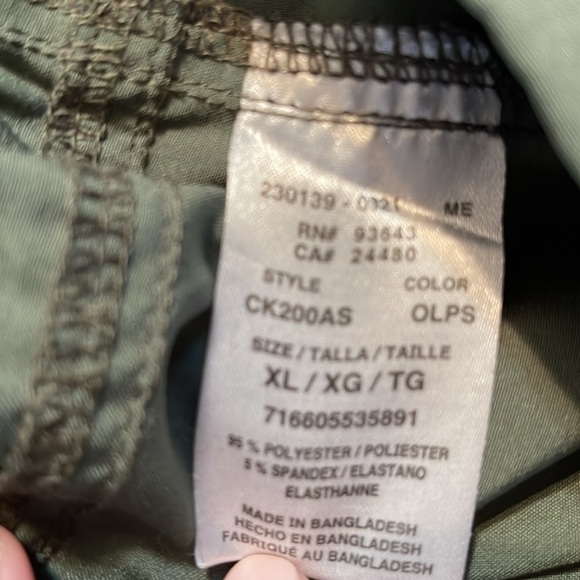 230139 - 0321 ME
RN# 93643
CA# 24480
STYLE COLOR
CK200AS OLPS
SIZE / TALLA / TAILLE
XL / XG / TG
716605535891
95 % POLYESTER / POLIESTER
5 % SPANDEX / ELASTANO
ELASTHANNE
MADE IN BANGLADESH
HECHO EN BANGLADESH
FABRIQUÉ AU BANGLADESH